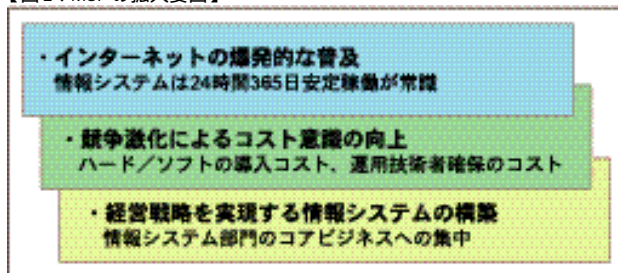 ・インターネットの爆発的な普及
情報システムは24時間365日安定稼働が常識
・競争激化によるコスト意識の向上
ハード／ソフトの導入コスト、運用技術者確保のコスト
・経営戦略を実現する情報システムの構築
情報システム部門のコアビジネスへの集中